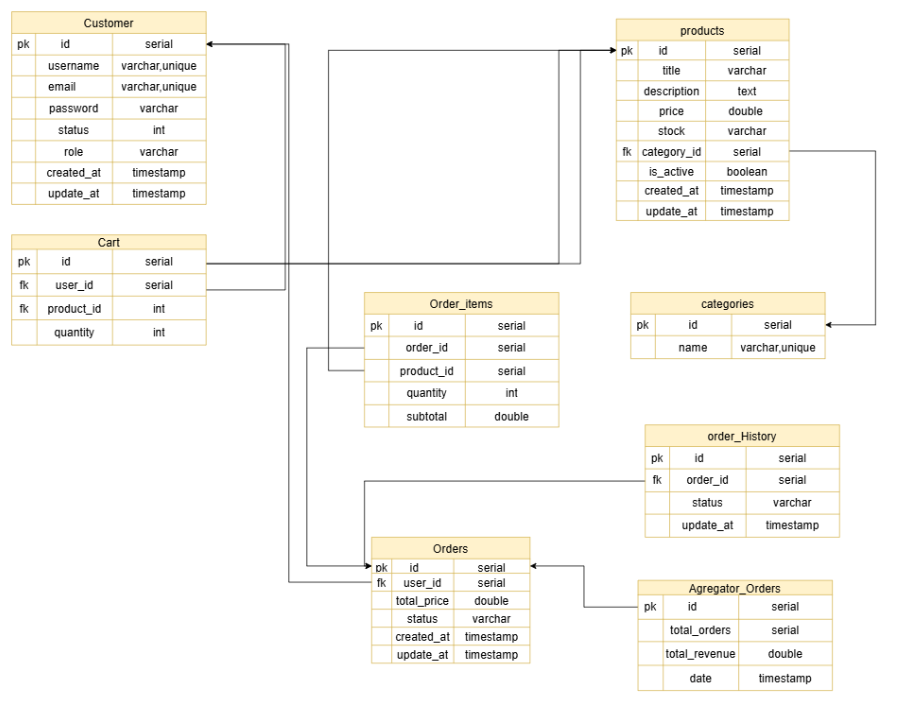 Customer
pk id serial
username varchar,unique
email varchar,unique
password varchar
status int
role varchar
created_at timestamp
update_at timestamp
products
pk id serial
title varchar
description text
price double
stock varchar
fk category_id serial
is_active boolean
created_at timestamp
update_at timestamp
Cart
pk id serial
fk user_id serial
fk product_id int
quantity int
Order_items
pk id serial
order_id serial
product_id serial
quantity int
subtotal double
categories
pk id serial
name varchar,unique
order_History
pk id serial
fk order_id serial
status varchar
update_at timestamp
Orders
pk id serial
fk user_id serial
total_price double
status varchar
created_at timestamp
update_at timestamp
Agregator_Orders
pk id serial
total_orders serial
total_revenue double
date timestamp